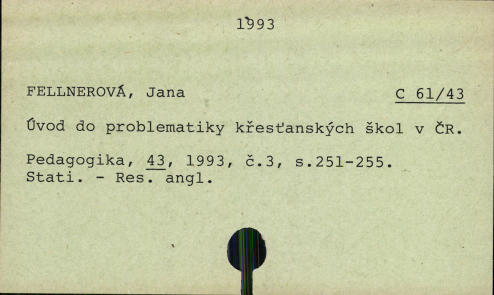 1993
FELLNEROVÁ, Jana C 61/43
Úvod do problematiky křesťanských škol v ČR.
Pedagogika, 43, 1993, č.3, s.251-255.
Stati. - Res. angl.